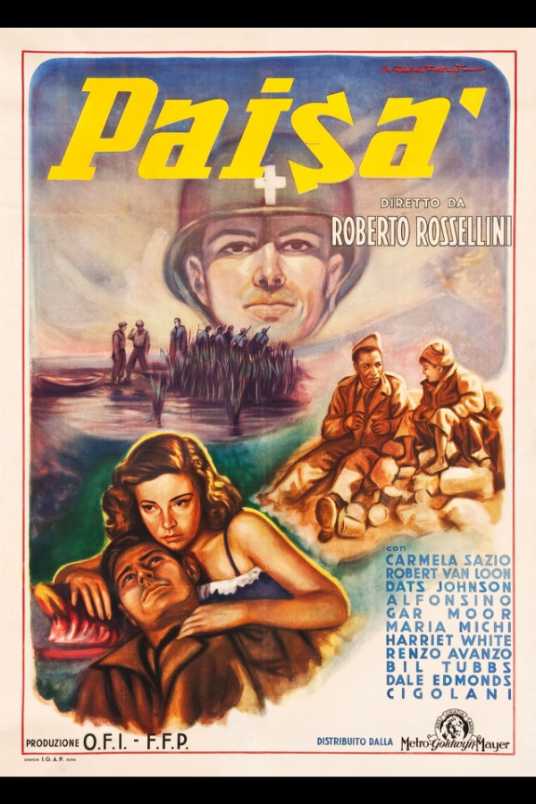 Paisa'
DIRETTO DA
ROBERTO ROSSELLINI
con
CARMELA SAZIO
ROBERT VAN LOON
DATS JOHNSON
ALFONSINO
GAR MOOR
MARIA MICHI
HARRIET WHITE
RENZO AVANZO
BIL TUBBS
DALE EDMONDS
CIGOLANI
PRODUZIONE O.F.I. - F.F.P.
DISTRIBUITO DALLA Metro-Goldwyn-Mayer